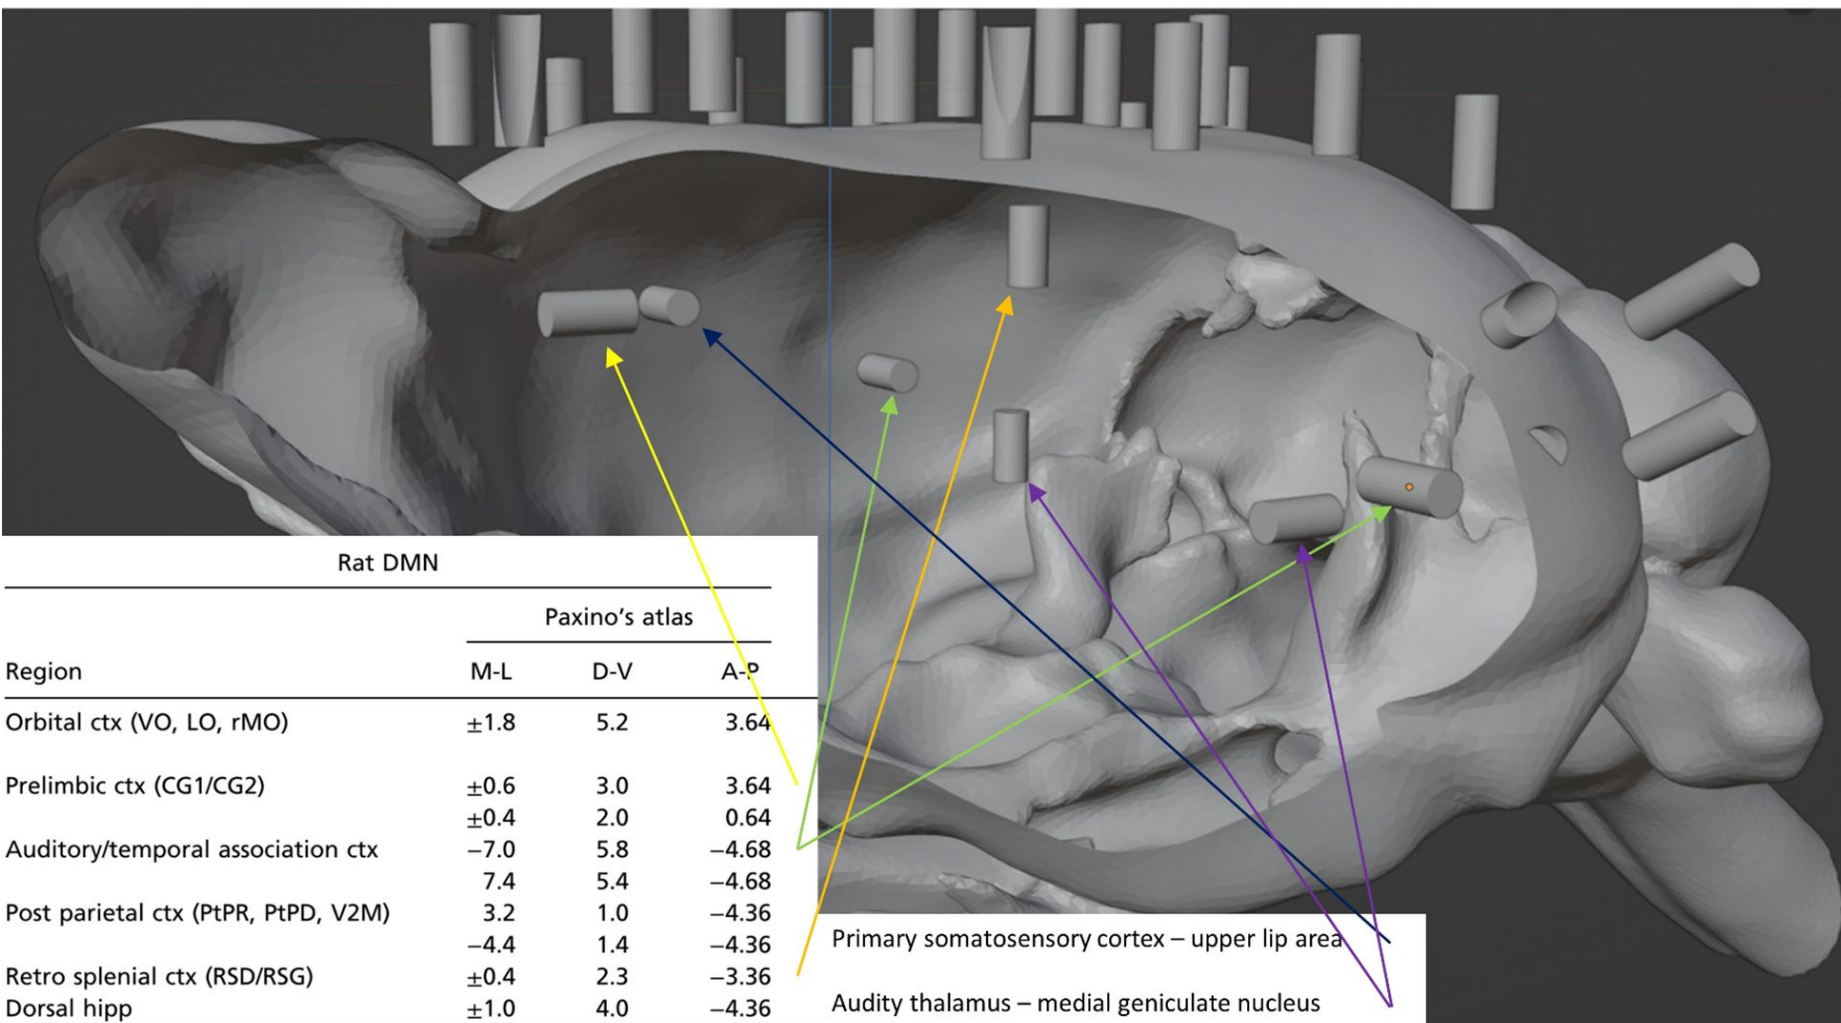 Rat DMN
Paxino's atlas
Region M-L D-V A-P
Orbital ctx (VO, LO, rMO) ±1.8 5.2 3.64
Prelimbic ctx (CG1/CG2) ±0.6 3.0 3.64
±0.4 2.0 0.64
Auditory/temporal association ctx −7.0 5.8 −4.68
7.4 5.4 −4.68
Post parietal ctx (PtPR, PtPD, V2M) 3.2 1.0 −4.36
−4.4 1.4 −4.36
Retro splenial ctx (RSD/RSG) ±0.4 2.3 −3.36
Dorsal hipp ±1.0 4.0 −4.36
Primary somatosensory cortex – upper lip area
Audity thalamus – medial geniculate nucleus